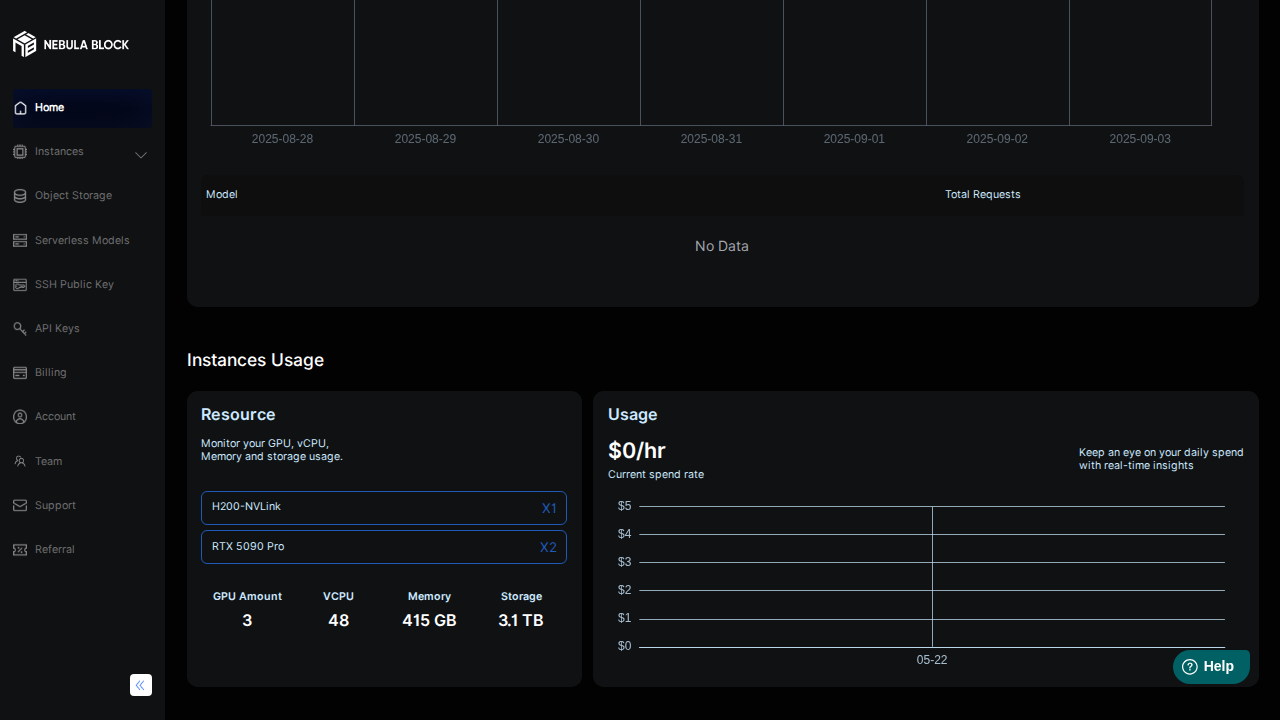 NEBULA BLOCK
Home
Instances
Object Storage
Serverless Models
SSH Public Key
API Keys
Billing
Account
Team
Support
Referral
2025-08-28 2025-08-29 2025-08-30 2025-08-31 2025-09-01 2025-09-02 2025-09-03
Model Total Requests
No Data
Instances Usage
Resource
Monitor your GPU, vCPU,
Memory and storage usage.
H200-NVLink X1
RTX 5090 Pro X2
GPU Amount VCPU Memory Storage
3 48 415 GB 3.1 TB
Usage
$0/hr
Current spend rate
Keep an eye on your daily spend
with real-time insights
$5
$4
$3
$2
$1
$0
05-22
Help